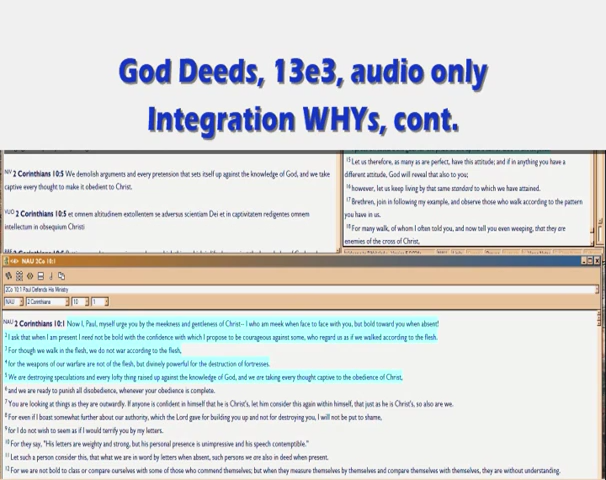 God Deeds, 13e3, audio only
Integration WHYs, cont.
NIV 2 Corinthians 10:5 We demolish arguments and every pretension that sets itself up against the knowledge of God, and we take
captive every thought to make it obedient to Christ.
VUO 2 Corinthians 10:5 et omnem altitudinem extollentem se adversus scientiam Dei et in captivitatem redigentes omnem
intellectum in obsequium Christi
15 Let us therefore, as many as are perfect, have this attitude; and if in anything you have a
different attitude, God will reveal that also to you;
16 however, let us keep living by that same standard to which we have attained.
17 Brethren, join in following my example, and observe those who walk according to the pattern
you have in us.
18 For many walk, of whom I often told you, and now tell you even weeping, that they are
enemies of the cross of Christ,
NAU 2Co 10:1
2Co 10:1 Paul Defends His Ministry
NAU 2 Corinthians 10 1
NAU 2 Corinthians 10:1 Now I, Paul, myself urge you by the meekness and gentleness of Christ-- I who am meek when face to face with you, but bold toward you when absent!
2 I ask that when I am present I need not be bold with the confidence with which I propose to be courageous against some, who regard us as if we walked according to the flesh.
3 For though we walk in the flesh, we do not war according to the flesh,
4 for the weapons of our warfare are not of the flesh, but divinely powerful for the destruction of fortresses.
5 We are destroying speculations and every lofty thing raised up against the knowledge of God, and we are taking every thought captive to the obedience of Christ,
6 and we are ready to punish all disobedience, whenever your obedience is complete.
7 You are looking at things as they are outwardly. If anyone is confident in himself that he is Christ's, let him consider this again within himself, that just as he is Christ's, so also are we.
8 For even if I boast somewhat further about our authority, which the Lord gave for building you up and not for destroying you, I will not be put to shame,
9 for I do not wish to seem as if I would terrify you by my letters.
10 For they say, "His letters are weighty and strong, but his personal presence is unimpressive and his speech contemptible."
11 Let such a person consider this, that what we are in word by letters when absent, such persons we are also in deed when present.
12 For we are not bold to class or compare ourselves with some of those who commend themselves; but when they measure themselves by themselves and compare themselves with themselves, they are without understanding.